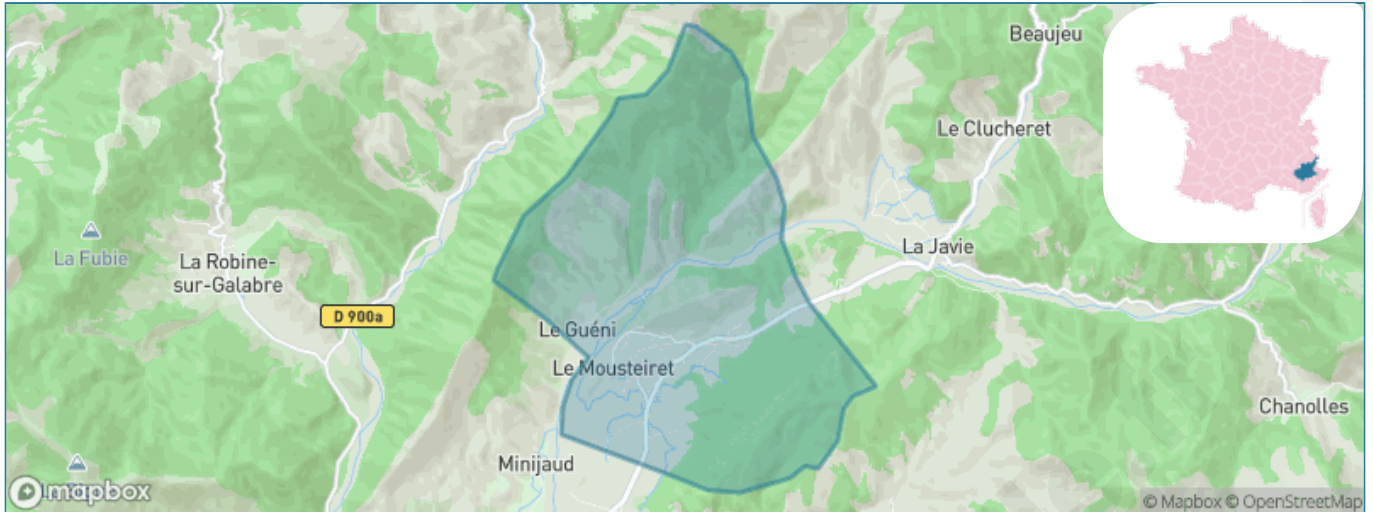 Beaujeu
Le Clucheret
La Javie
La Fubie
La Robine-
sur-Galabre
D 900a
Le Guéni
Le Mousteiret
Chanolles
Minijaud
mapbox
© Mapbox © OpenStreetMap